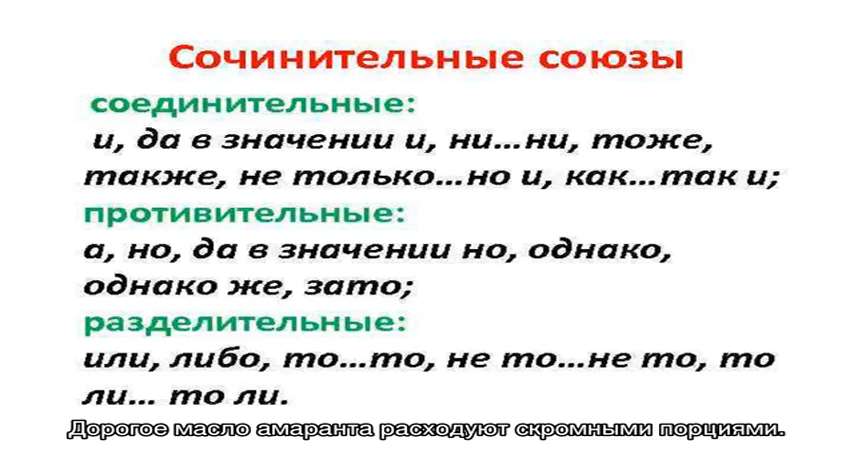 Сочинительные союзы
соединительные:
и, да в значении и, ни...ни, тоже,
также, не только...но и, как...так и;
противительные:
а, но, да в значении но, однако,
однако же, зато;
разделительные:
или, либо, то...то, не то...не то, то
ли... то ли.
Дорогое масло амаранта расходуют скромными порциями.